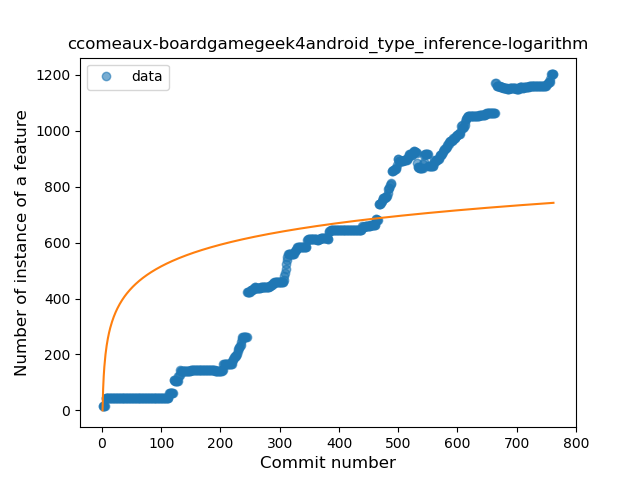 ccomeaux-boardgamegeek4android_type_inference-logarithm
data
Number of instance of a feature
1200
1000
800
600
400
200
0
0 100 200 300 400 500 600 700 800
Commit number